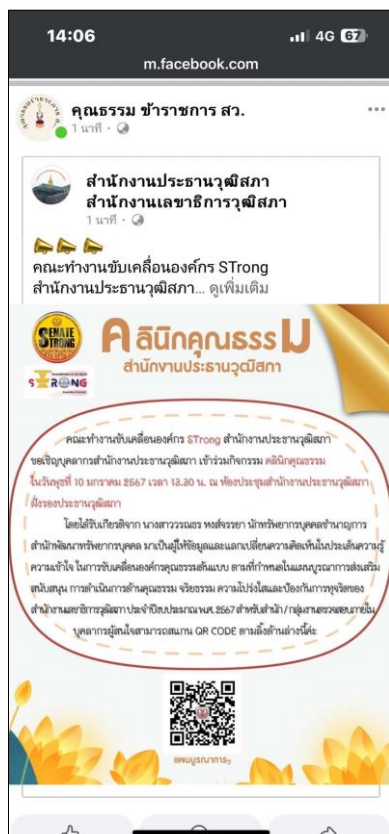 14:06
4G 67
m.facebook.com
คุณธรรม ข้าราชการ สว.
1 นาที ·
สำนักงานประธานวุฒิสภา
สำนักงานเลขาธิการวุฒิสภา
1 นาที ·
คณะทำงานขับเคลื่อนองค์กร STrong
สำนักงานประธานวุฒิสภา... ดูเพิ่มเติม
SENATE
STRONG
STRONG
คลินิกคุณธรรม
สำนักงานประธานวุฒิสภา
คณะทำงานขับเคลื่อนองค์กร STrong สำนักงานประธานวุฒิสภา
ขอเชิญบุคลากรสำนักงานประธานวุฒิสภา เข้าร่วมกิจกรรม คลินิกคุณธรรม
ในวันพุธที่ 10 มกราคม 2567 เวลา 13.30 น. ณ ห้องประชุมสำนักงานประธานวุฒิสภา
ฝั่งรองประธานวุฒิสภา
โดยได้รับเกียรติจาก นางสาววรณธร หงส์จรรยา นักทรัพยากรบุคคลชำนาญการ
สำนักพัฒนาทรัพยากรบุคคล มาเป็นผู้ให้ข้อมูลและแลกเปลี่ยนความคิดเห็นในประเด็นความรู้
ความเข้าใจ ในการขับเคลื่อนองค์กรคุณธรรมต้นแบบ ตามที่กำหนดในแผนบูรณาการส่งเสริม
สนับสนุน การดำเนินการด้านคุณธรรม จริยธรรม ความโปร่งใสและป้องกันการทุจริตของ
สำนักงานเลขาธิการวุฒิสภา ประจำปีงบประมาณ พ.ศ. 2567 สำหรับสำนัก/กลุ่มงานตรวจสอบภายใน
บุคลากรผู้สนใจสามารถสแกน QR CODE ตามลิ้งด้านล่างนี้ค่ะ
แผนบูรณาการฯ